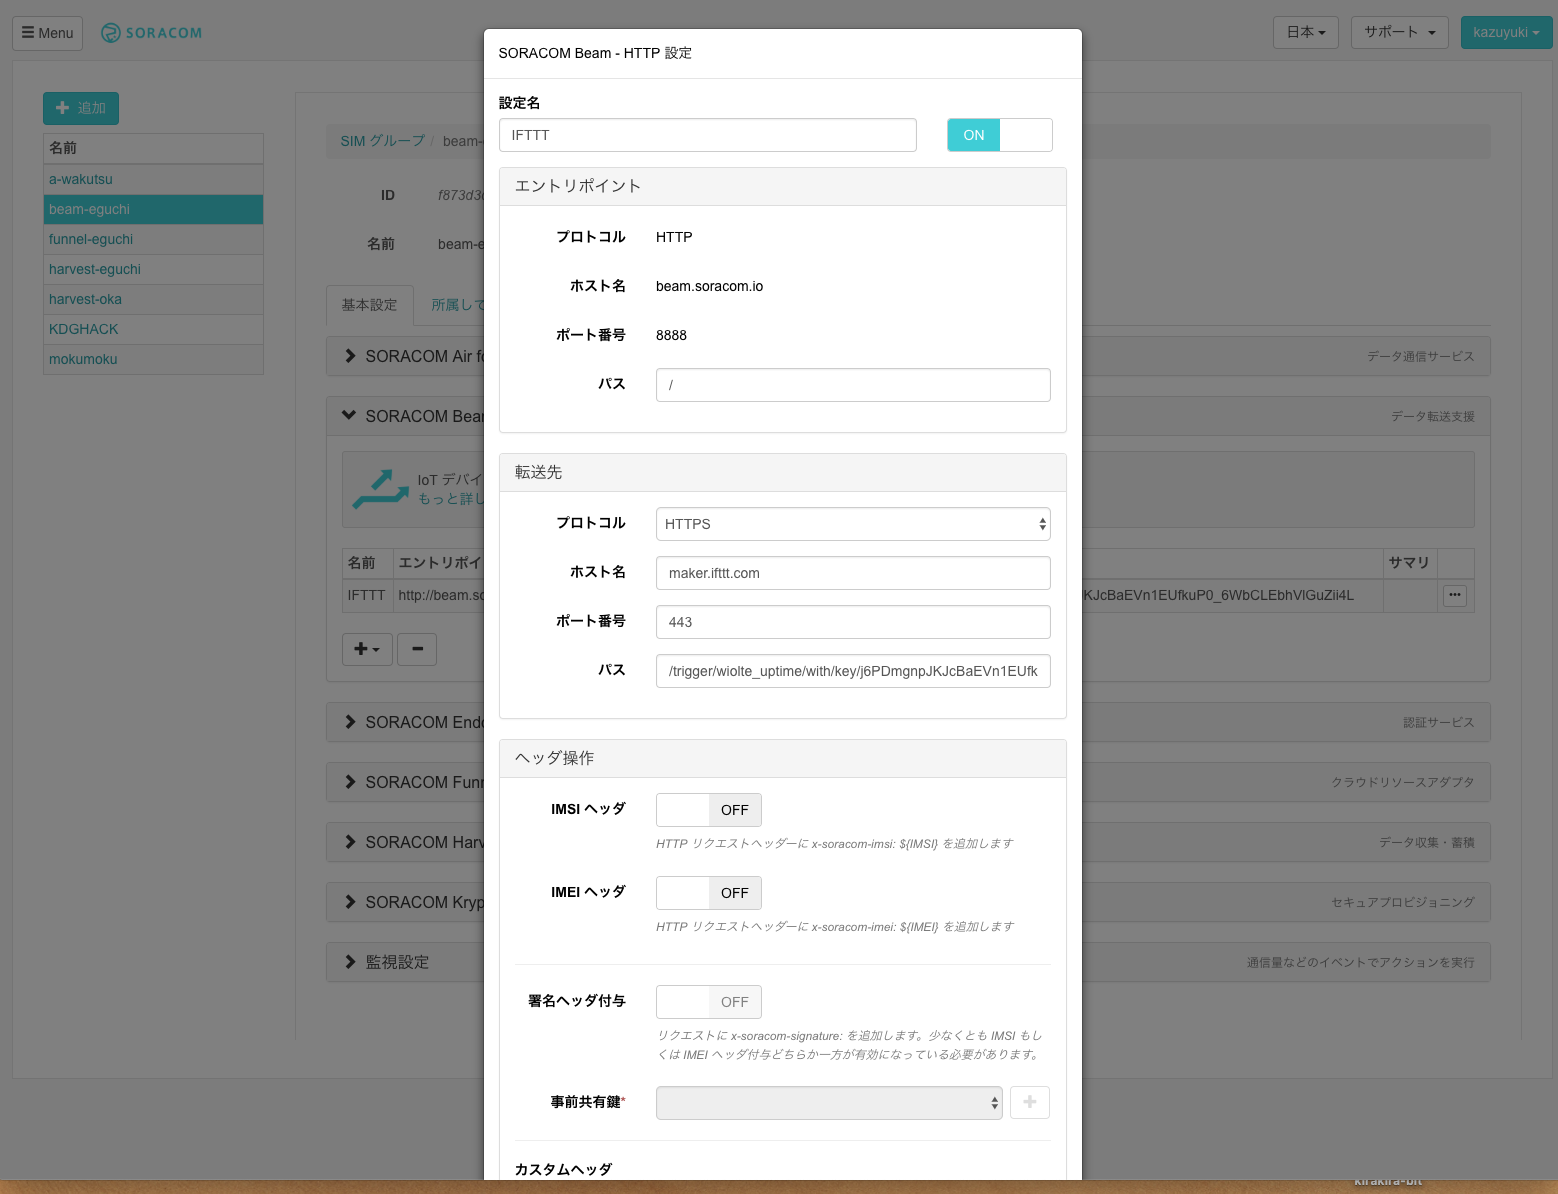 Menu
SORACOM
日本
サポート
kazuyuki
追加
名前
a-wakutsu
beam-eguchi
funnel-eguchi
harvest-eguchi
harvest-oka
KDGHACK
mokumoku
SIM グループ / beam-
ID f873d3
名前 beam-e
基本設定 所属して
SORACOM Air f
データ通信サービス
SORACOM Bea
データ転送支援
IoT デバイ
もっと詳し
名前 エントリポイ
サマリ
IFTTT http://beam.so
KJcBaEVn1EUfkuP0_6WbCLEbhVlGuZii4L
SORACOM Endo
認証サービス
SORACOM Funn
クラウドリソースアダプタ
SORACOM Harv
データ収集・蓄積
SORACOM Kryp
セキュアプロビジョニング
監視設定
通信量などのイベントでアクションを実行
SORACOM Beam - HTTP 設定
設定名
IFTTT
ON
エントリポイント
プロトコル HTTP
ホスト名 beam.soracom.io
ポート番号 8888
パス /
転送先
プロトコル HTTPS
ホスト名 maker.ifttt.com
ポート番号 443
パス /trigger/wiolte_uptime/with/key/j6PDmgnpJKJcBaEVn1EUfk
ヘッダ操作
IMSI ヘッダ OFF
HTTP リクエストヘッダーに x-soracom-imsi: ${IMSI} を追加します
IMEI ヘッダ OFF
HTTP リクエストヘッダーに x-soracom-imei: ${IMEI} を追加します
署名ヘッダ付与 OFF
リクエストに x-soracom-signature: を追加します。少なくとも IMSI もし
くは IMEI ヘッダ付与どちらか一方が有効になっている必要があります。
事前共有鍵*
カスタムヘッダ
kirakira-bit